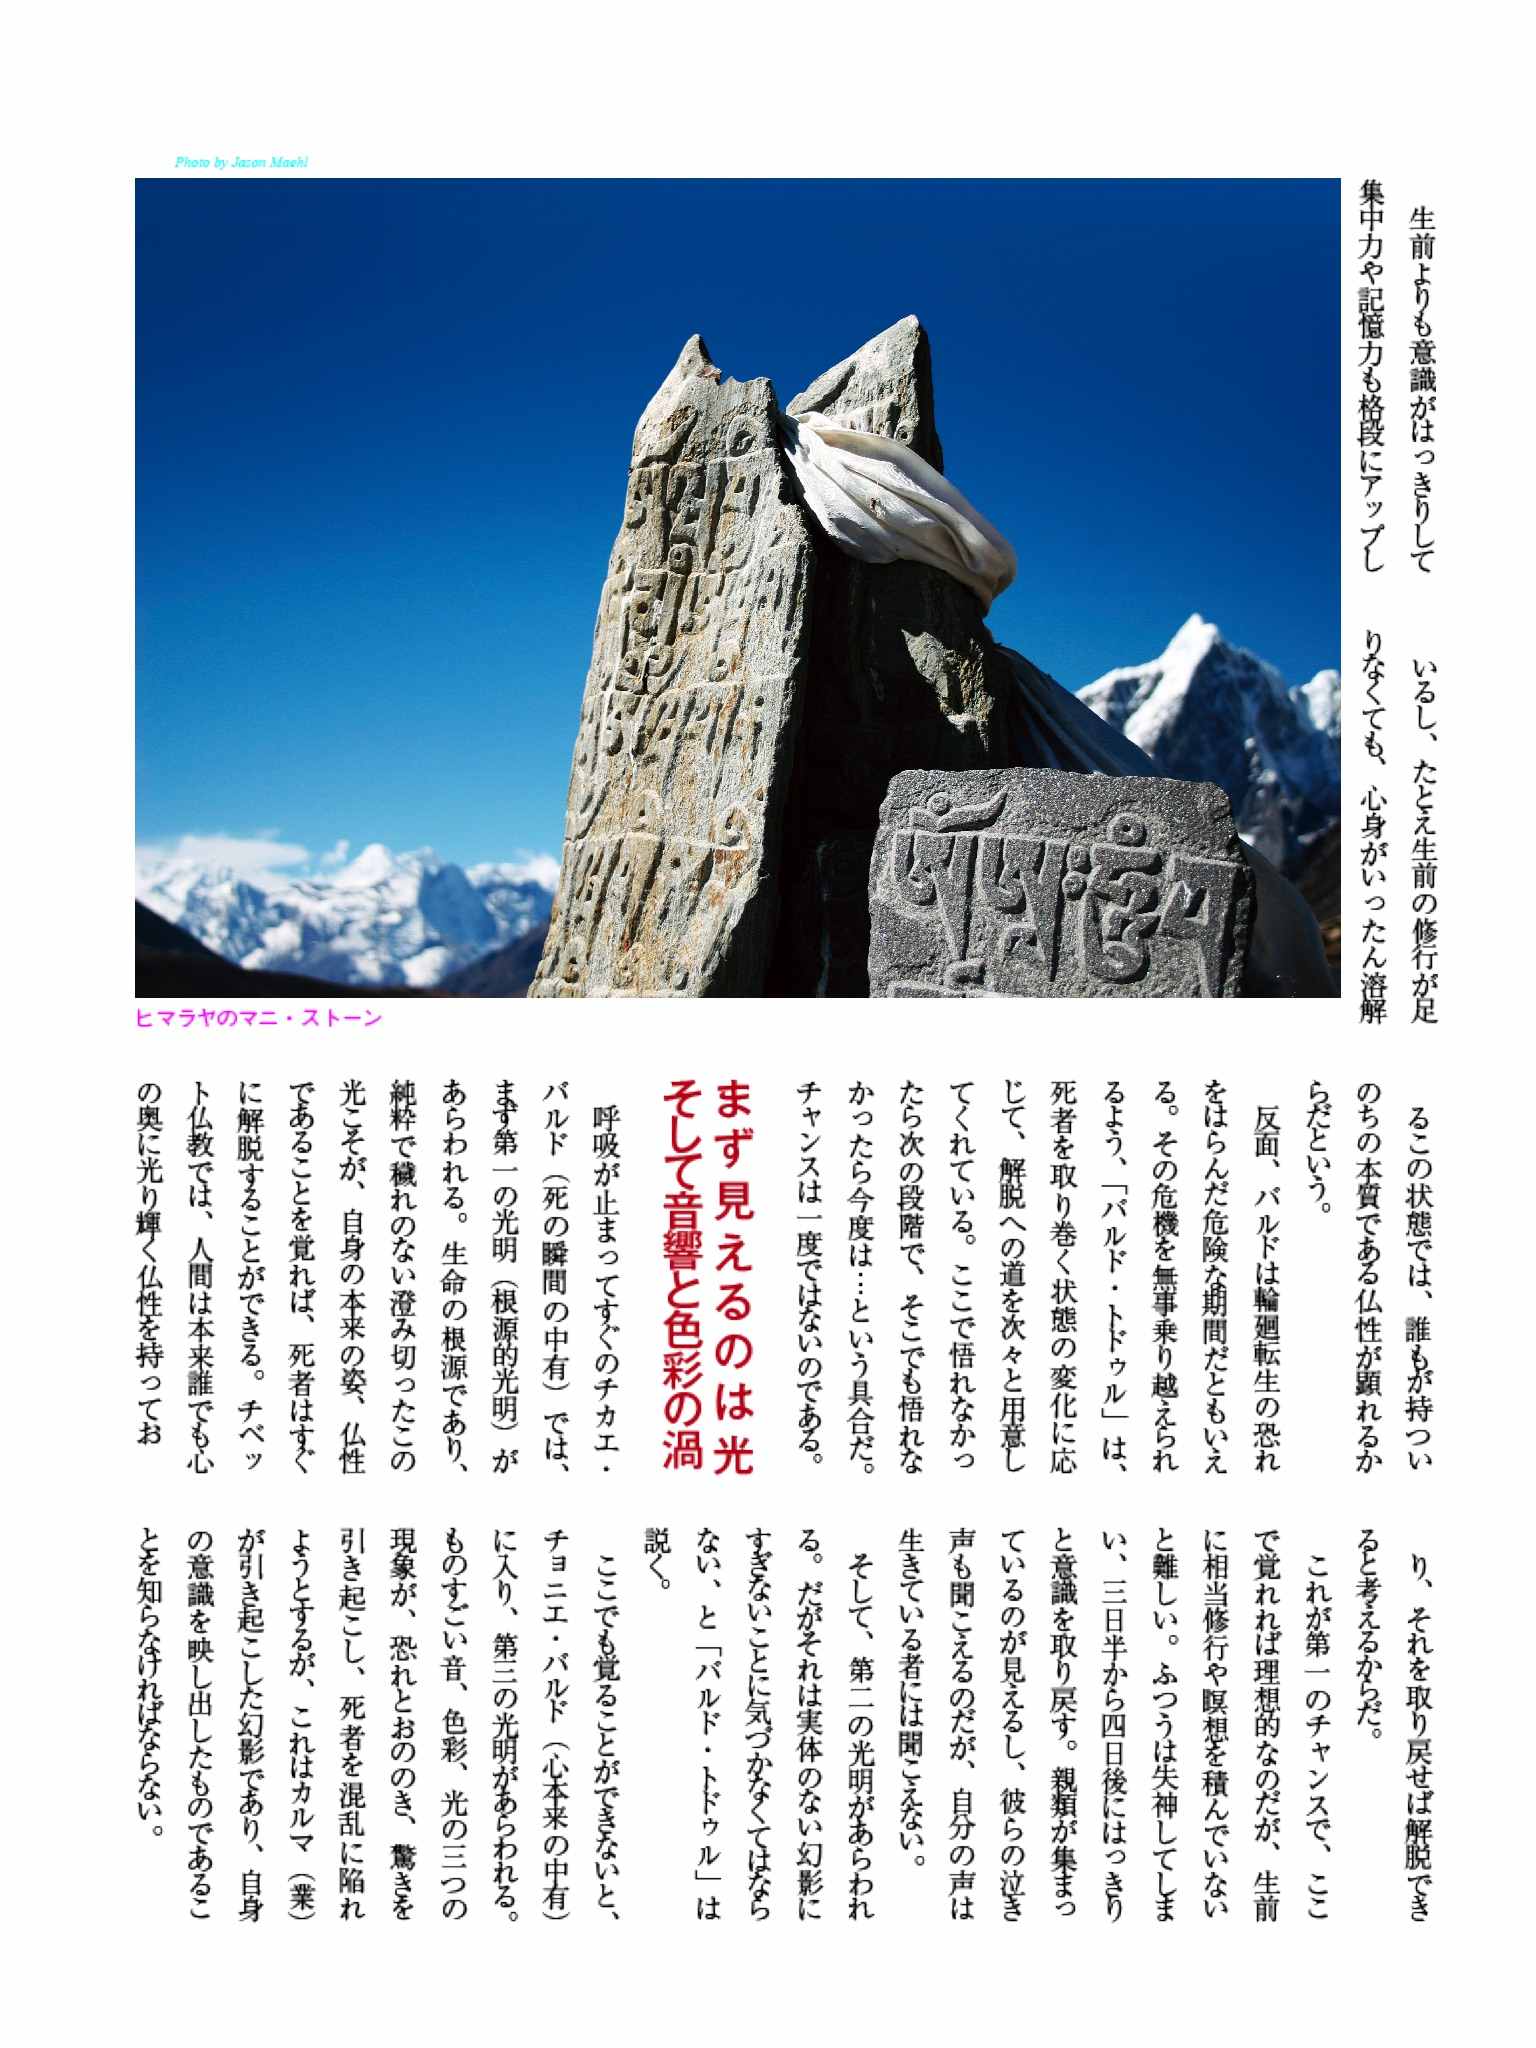 Photo by Jason Maehl
生前よりも意識がはっきりして
集中力や記憶力も格段にアップし
いるし、たとえ生前の修行が足
りなくても、心身がいったん溶解
ヒマラヤのマニ・ストーン
るこの状態では、誰もが持つい
のちの本質である仏性が顕れるか
らだという。
反面、バルドは輪廻転生の恐れ
をはらんだ危険な期間だともいえ
る。その危機を無事乗り越えられ
るよう、「バルド・トドゥル」は、
死者を取り巻く状態の変化に応
じて、解脱への道を次々と用意し
てくれている。ここで悟れなかっ
たら次の段階で、そこでも悟れな
かったら今度は…という具合だ。
チャンスは一度ではないのである。
まず見えるのは光
そして音響と色彩の渦
呼吸が止まってすぐのチカエ・
バルド（死の瞬間の中有）では、
まず第一の光明（根源的光明）が
あらわれる。生命の根源であり、
純粋で穢れのない澄み切ったこの
光こそが、自身の本来の姿、仏性
であることを覚れば、死者はすぐ
に解脱することができる。チベッ
ト仏教では、人間は本来誰でも心
の奥に光り輝く仏性を持ってお
り、それを取り戻せば解脱でき
ると考えるからだ。
これが第一のチャンスで、ここ
で覚れれば理想的なのだが、生前
に相当修行や瞑想を積んでいない
と難しい。ふつうは失神してしま
い、三日半から四日後にはっきり
と意識を取り戻す。親類が集まっ
ているのが見えるし、彼らの泣き
声も聞こえるのだが、自分の声は
生きている者には聞こえない。
そして、第二の光明があらわれ
る。だがそれは実体のない幻影に
すぎないことに気づかなくてはなら
ない、と「バルド・トドゥル」は
説く。
ここでも覚ることができないと、
チョニエ・バルド（心本来の中有）
に入り、第三の光明があらわれる。
ものすごい音、色彩、光の三つの
現象が、恐れとおののき、驚きを
引き起こし、死者を混乱に陥れ
ようとするが、これはカルマ（業）
が引き起こした幻影であり、自身
の意識を映し出したものであるこ
とを知らなければならない。